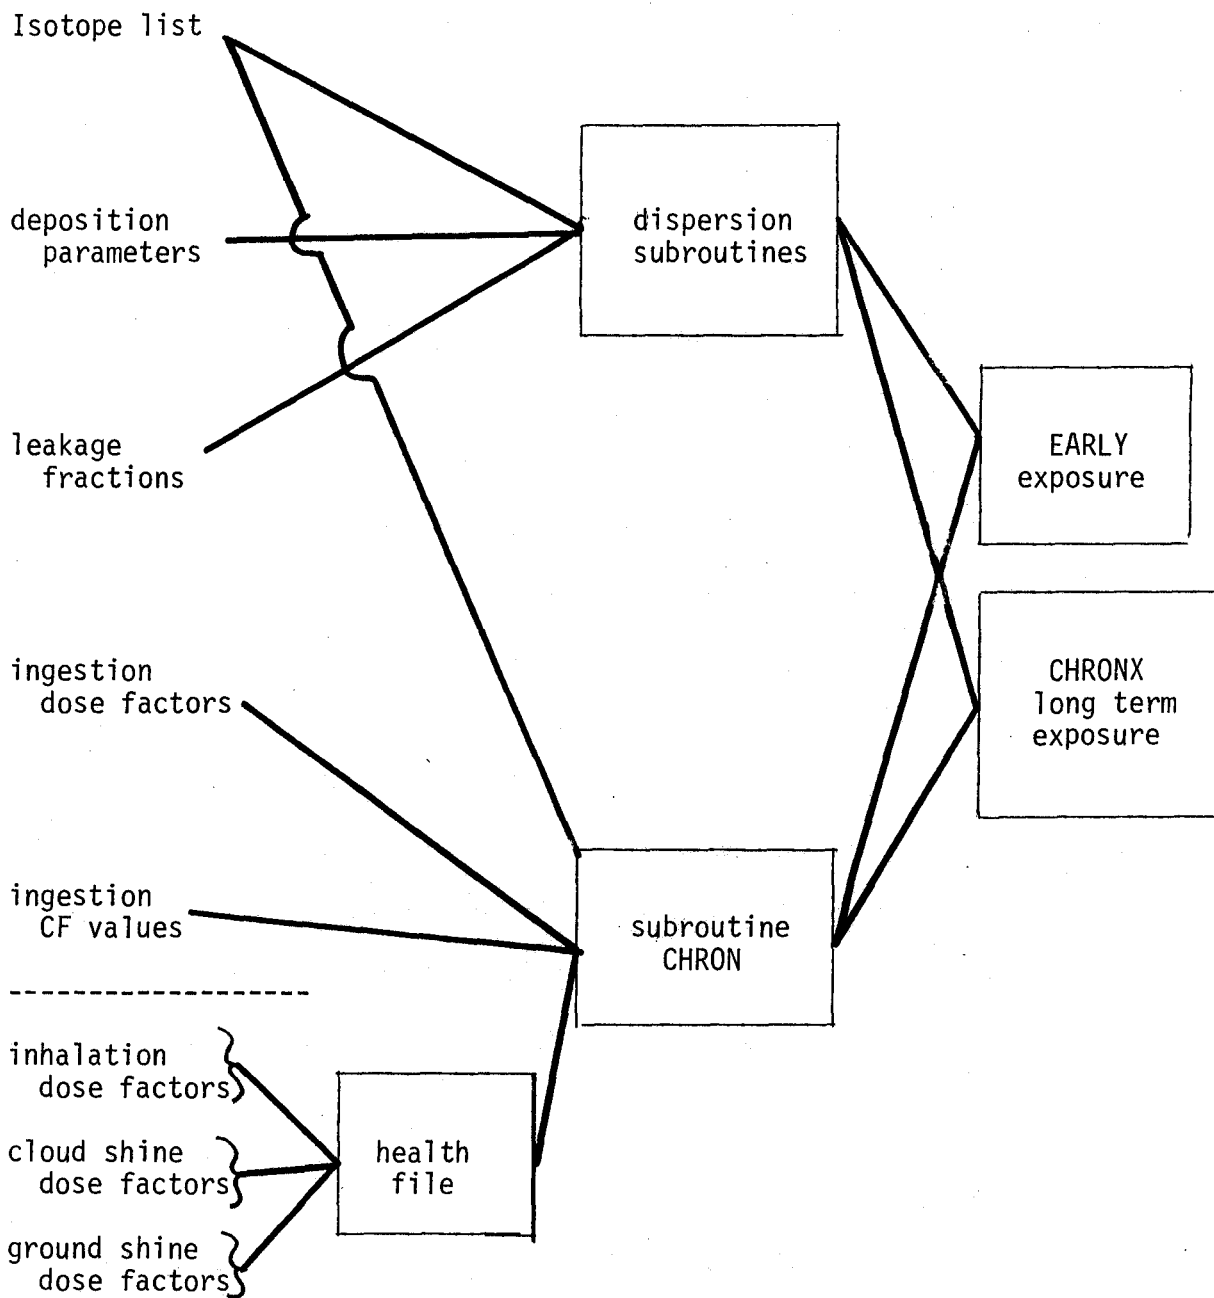 Isotope list
deposition
parameters
leakage
fractions
dispersion
subroutines
EARLY
exposure
CHRONX
long term
exposure
ingestion
dose factors
ingestion
CF values
subroutine
CHRON
inhalation
dose factors
cloud shine
dose factors
ground shine
dose factors
health
file